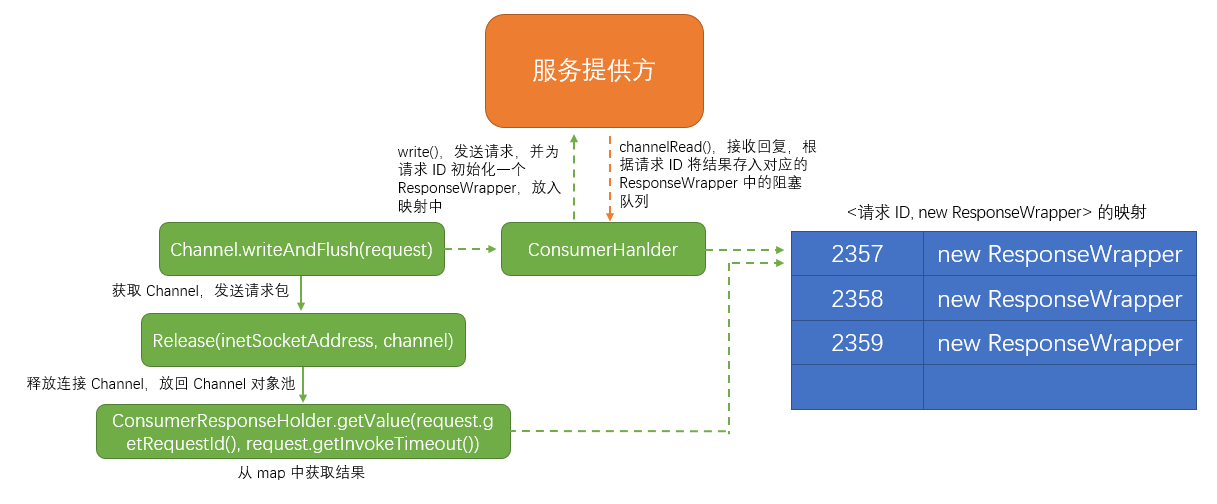 服务提供方
write()，发送请求，并为
请求 ID 初始化一个
ResponseWrapper，放入
映射中
channelRead()，接收回复，根
据请求 ID 将结果存入对应的
ResponseWrapper 中的阻塞
队列
<请求 ID, new ResponseWrapper> 的映射
Channel.writeAndFlush(request)
ConsumerHanlder
2357 new ResponseWrapper
2358 new ResponseWrapper
2359 new ResponseWrapper
获取 Channel，发送请求包
Release(inetSocketAddress, channel)
释放连接 Channel，放回 Channel 对象池
ConsumerResponseHolder.getValue(request.g
etRequestId(), request.getInvokeTimeout())
从 map 中获取结果